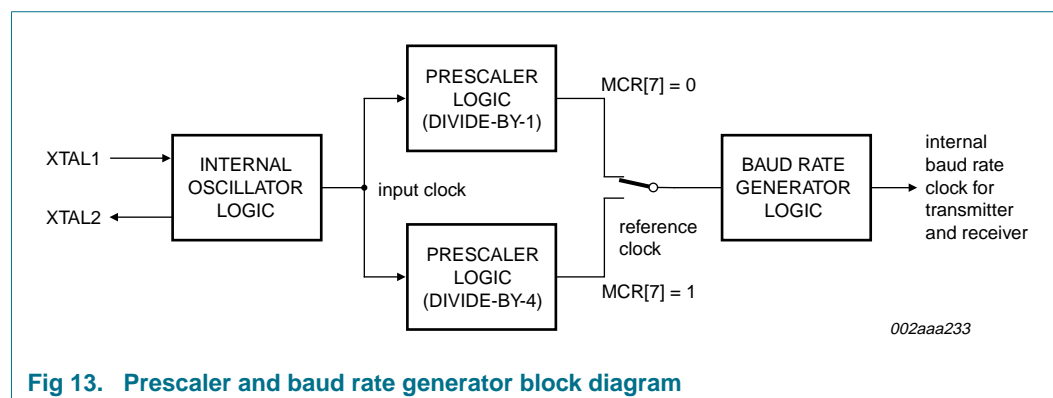 XTAL1
XTAL2
INTERNAL
OSCILLATOR
LOGIC
input clock
PRESCALER
LOGIC
(DIVIDE-BY-1)
MCR[7] = 0
PRESCALER
LOGIC
(DIVIDE-BY-4)
MCR[7] = 1
reference
clock
BAUD RATE
GENERATOR
LOGIC
internal
baud rate
clock for
transmitter
and receiver
002aaa233
Fig 13. Prescaler and baud rate generator block diagram